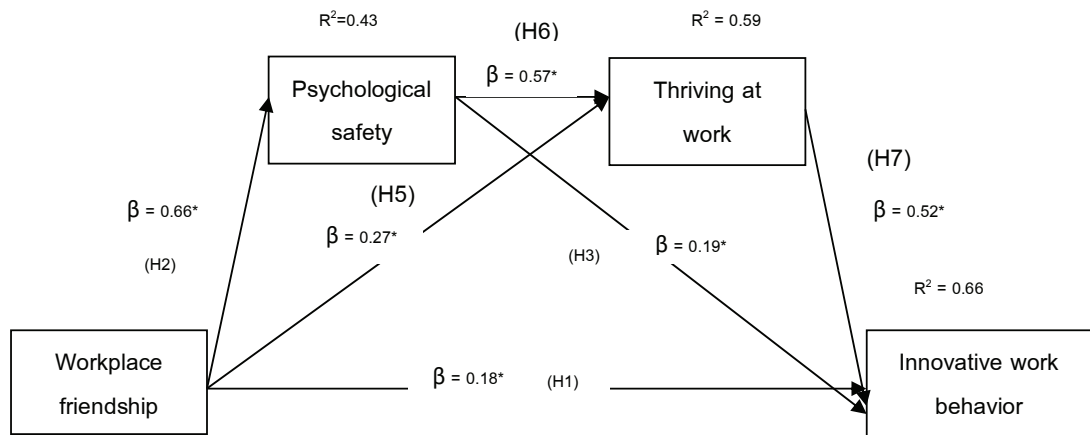 R²=0.43
R² = 0.59
(H6)
β = 0.57*
Psychological
safety
Thriving at
work
(H7)
(H5)
β = 0.66*
β = 0.27*
β = 0.52*
(H2)
(H3)
β = 0.19*
R² = 0.66
Workplace
friendship
β = 0.18*
(H1)
Innovative work
behavior